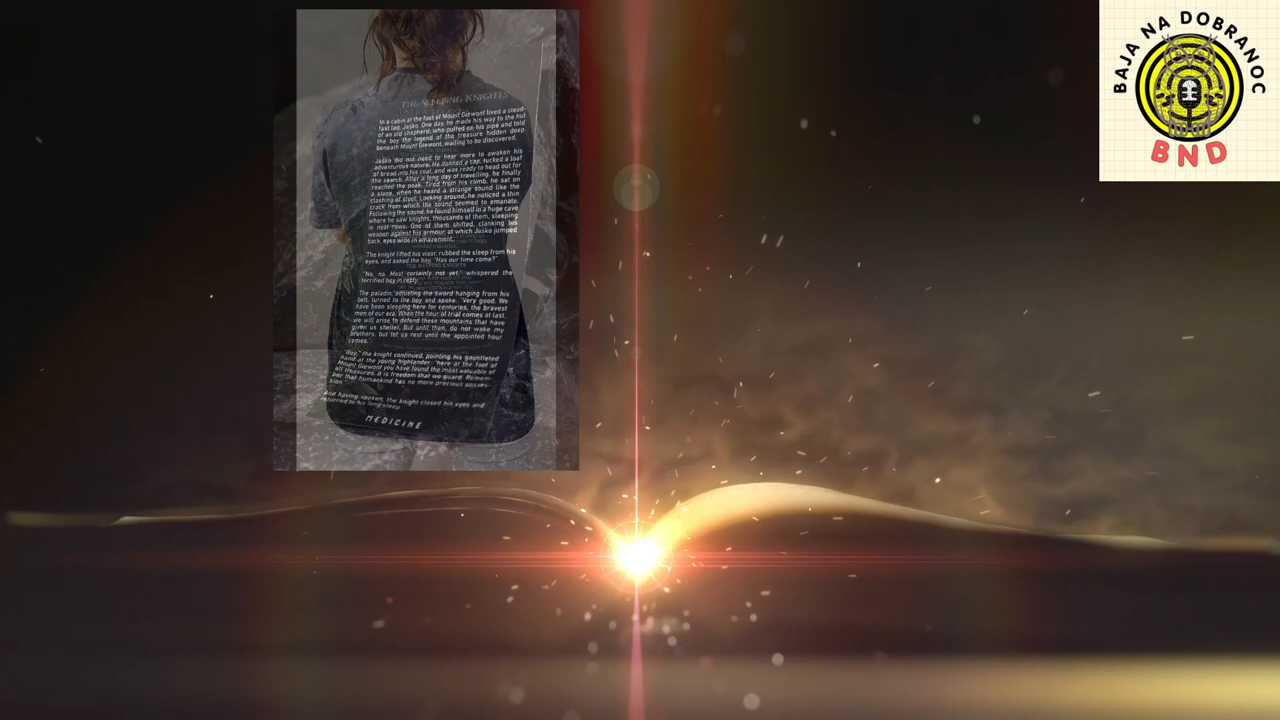 THE SLEEPING KNIGHTS
In a cabin at the foot of Mount Giewont lived a stead-
fast lad, Jaśko. One day, he made his way to the hut
of an old shepherd, who puffed on his pipe and told
the boy the legend of the treasure hidden deep
beneath Mount Giewont, waiting to be discovered.
Jaśko did not need to hear more to awaken his
adventurous nature. He donned a cap, tucked a loaf
of bread into his coat, and was ready to head out for
the search. After a long day of travelling, he finally
reached the peak. Tired from his climb, he sat on
a stone, when he heard a strange sound like the
clashing of steel. Looking around, he noticed a thin
crack from which the sound seemed to emanate.
Following the sound, he found himself in a huge cave
where he saw knights, thousands of them, sleeping
in neat rows. One of them shifted, clanking his
weapon against his armour, at which Jaśko jumped
back, eyes wide in amazement.
The knight lifted his visor, rubbed the sleep from his
eyes, and asked the boy, "Has our time come?"
"No, no. Most certainly not yet," whispered the
terrified boy in reply.
The paladin, adjusting the sword hanging from his
belt, turned to the boy and spoke. "Very good. We
have been sleeping here for centuries, the bravest
men of our era. When the hour of trial comes at last,
we will arise to defend these mountains that have
given us shelter. But until then, do not wake my
brothers, but let us rest until the appointed hour
comes."
"Boy," the knight continued, pointing his gauntleted
hand at the young highlander, "here at the foot of
Mount Giewont you have found the most valuable of
all treasures. It is freedom that we guard. Remem-
ber that humankind has no more precious posses-
sion."
And having spoken, the knight closed his eyes and
returned to his long sleep.
MEDICINE
BAJA NA DOBRANOC
BND